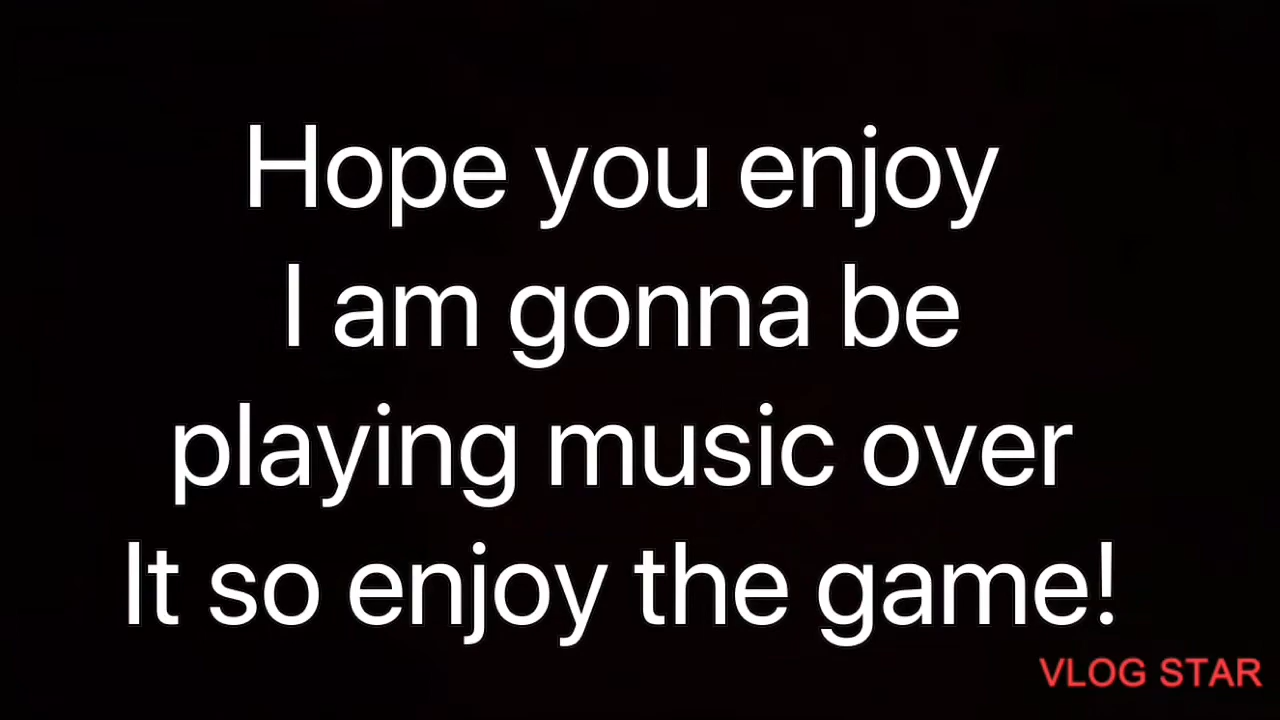 Hope you enjoy
I am gonna be
playing music over
It so enjoy the game!
VLOG STAR